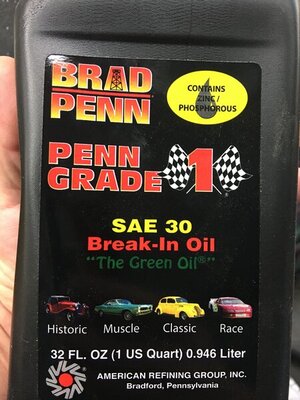 BRAD
PENN
CONTAINS
ZINC /
PHOSPHOROUS
PENN
GRADE 1
SAE 30
Break-In Oil
"The Green Oil®"
Historic Muscle Classic Race
32 FL. OZ (1 US Quart) 0.946 Liter
AMERICAN REFINING GROUP, INC.
Bradford, Pennsylvania